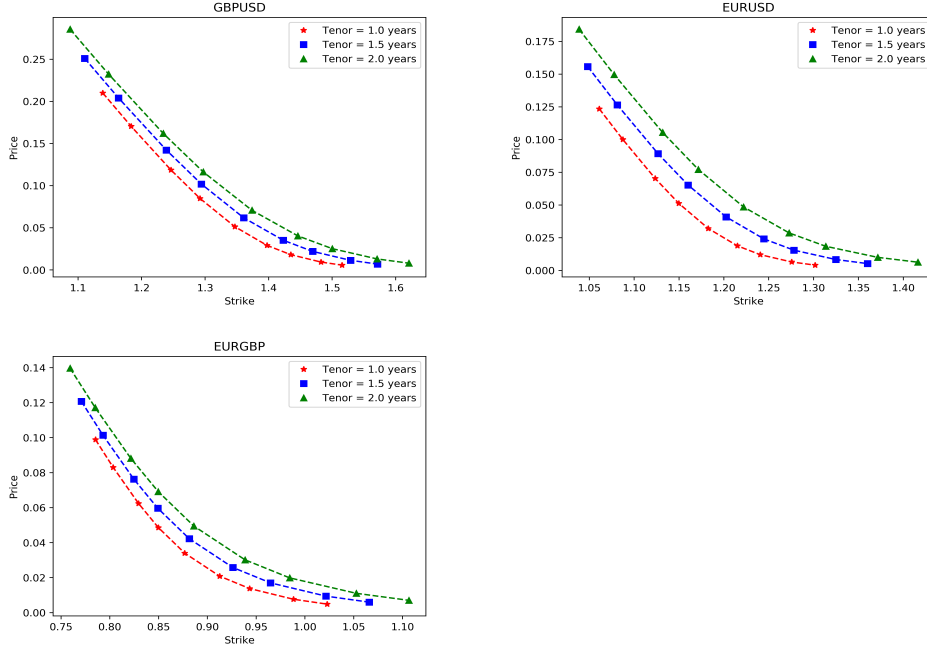 GBPUSD
Tenor = 1.0 years
Tenor = 1.5 years
Tenor = 2.0 years
0.25
0.20
0.15
0.10
0.05
0.00
Price
1.1 1.2 1.3 1.4 1.5 1.6
Strike
EURUSD
Tenor = 1.0 years
Tenor = 1.5 years
Tenor = 2.0 years
0.175
0.150
0.125
0.100
0.075
0.050
0.025
0.000
Price
1.05 1.10 1.15 1.20 1.25 1.30 1.35 1.40
Strike
EURGBP
Tenor = 1.0 years
Tenor = 1.5 years
Tenor = 2.0 years
0.14
0.12
0.10
0.08
0.06
0.04
0.02
0.00
Price
0.75 0.80 0.85 0.90 0.95 1.00 1.05 1.10
Strike